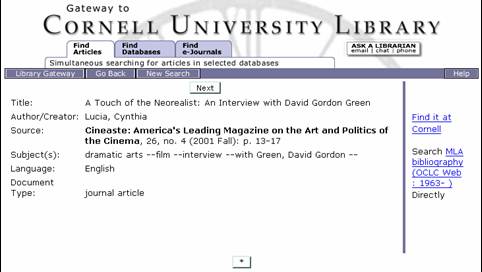 Gateway to
CORNELL UNIVERSITY LIBRARY
Find Articles
Find Databases
Find e-Journals
ASK A LIBRARIAN
email | chat | phone
Simultaneous searching for articles in selected databases
Library Gateway Go Back New Search Help
Next
Title: A Touch of the Neorealist: An Interview with David Gordon Green
Author/Creator: Lucia, Cynthia
Source: Cineaste: America's Leading Magazine on the Art and Politics of
the Cinema, 26, no. 4 (2001 Fall): p. 13-17
Subject(s): dramatic arts --film --interview --with Green, David Gordon --
Language: English
Document
Type: journal article
Find it at
Cornell
Search MLA
bibliography
(OCLC Web
: 1963- )
Directly
*